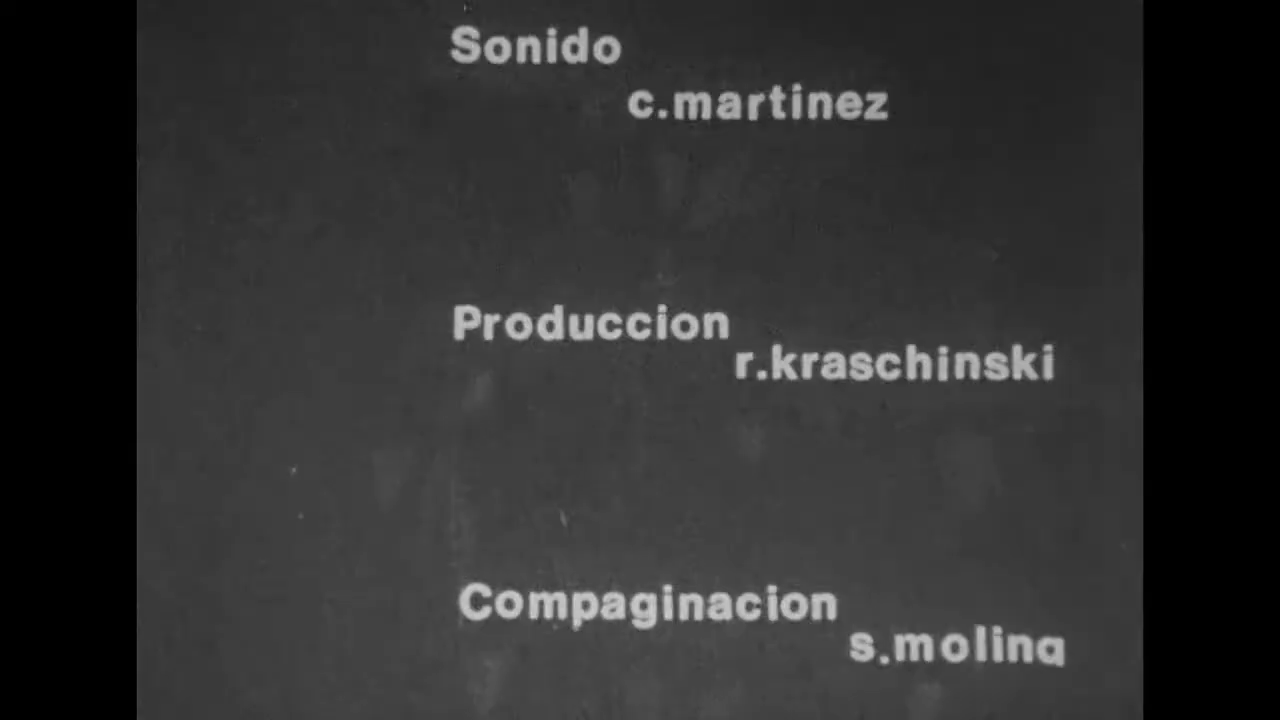 Sonido
c.martinez
Produccion
r.kraschinski
Compaginacion
s.molina